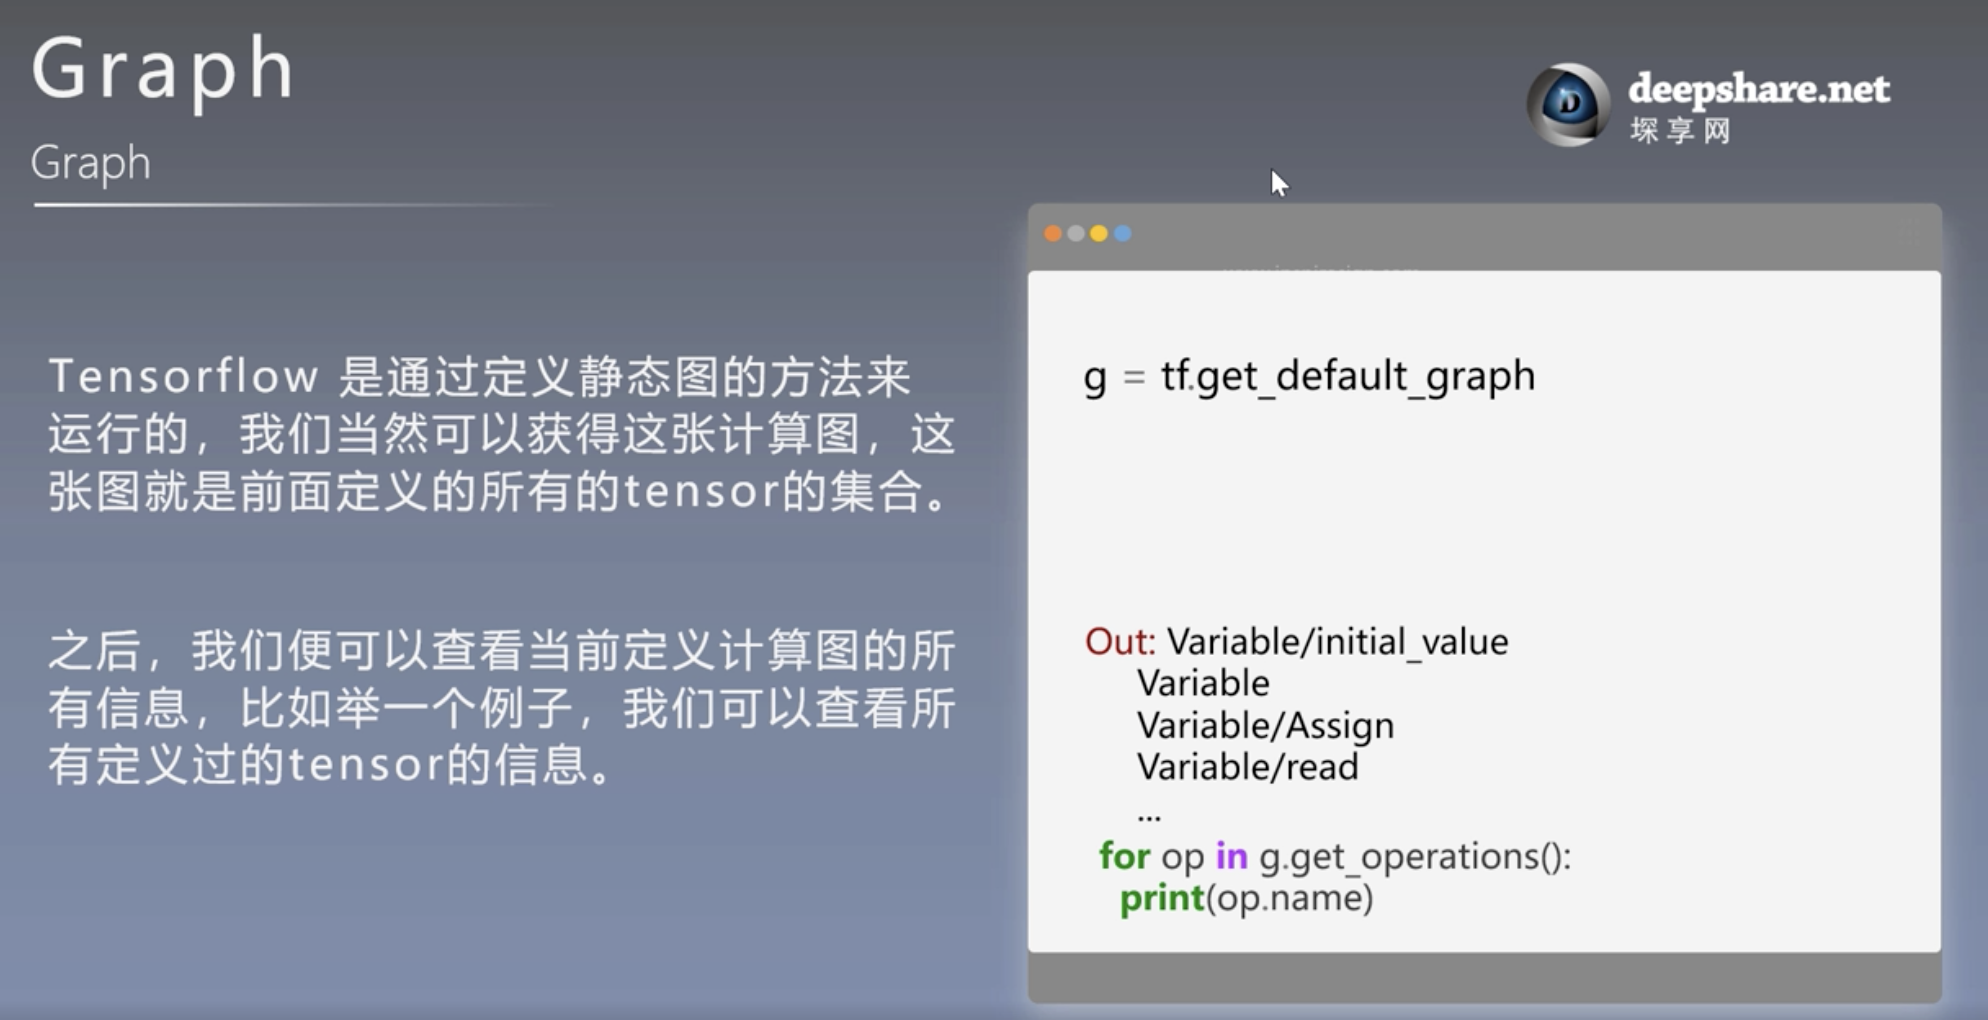 Graph
Graph
deepshare.net
堔享网
Tensorflow 是通过定义静态图的方法来
运行的，我们当然可以获得这张计算图，这
张图就是前面定义的所有的tensor的集合。
之后，我们便可以查看当前定义计算图的所
有信息，比如举一个例子，我们可以查看所
有定义过的tensor的信息。
g = tf.get_default_graph
Out: Variable/initial_value
Variable
Variable/Assign
Variable/read
...
for op in g.get_operations():
print(op.name)